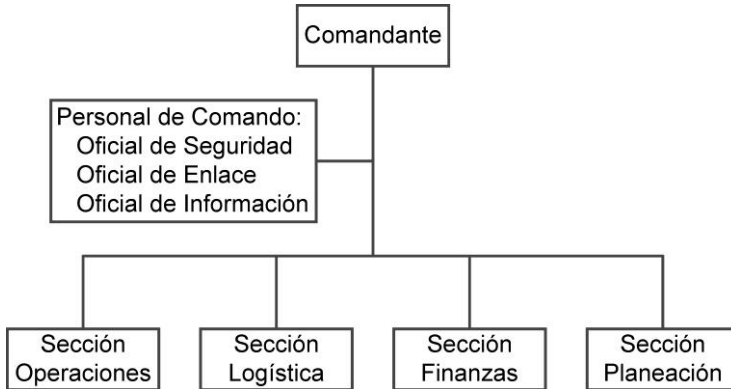 Comandante
Personal de Comando:
Oficial de Seguridad
Oficial de Enlace
Oficial de Información
Sección
Operaciones
Sección
Logística
Sección
Finanzas
Sección
Planeación